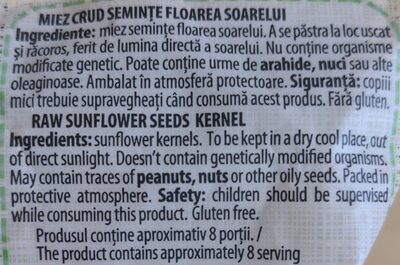 MIEZ CRUD SEMINȚE FLOAREA SOARELUI
Ingrediente: miez semințe floarea soarelui. A se păstra la loc uscat
și răcoros, ferit de lumina directă a soarelui. Nu conține organisme
modificate genetic. Poate conține urme de arahide, nuci sau alte
oleaginoase. Ambalat în atmosferă protectoare. Siguranță: copiii
mici trebuie supravegheați când consumă acest produs. Fără gluten.
RAW SUNFLOWER SEEDS KERNEL
Ingredients: sunflower kernels. To be kept in a dry cool place, out
of direct sunlight. Doesn't contain genetically modified organisms.
May contain traces of peanuts, nuts or other oily seeds. Packed in
protective atmosphere. Safety: children should be supervised
while consuming this product. Gluten free.
Produsul conține aproximativ 8 porții. /
The product contains approximately 8 serving